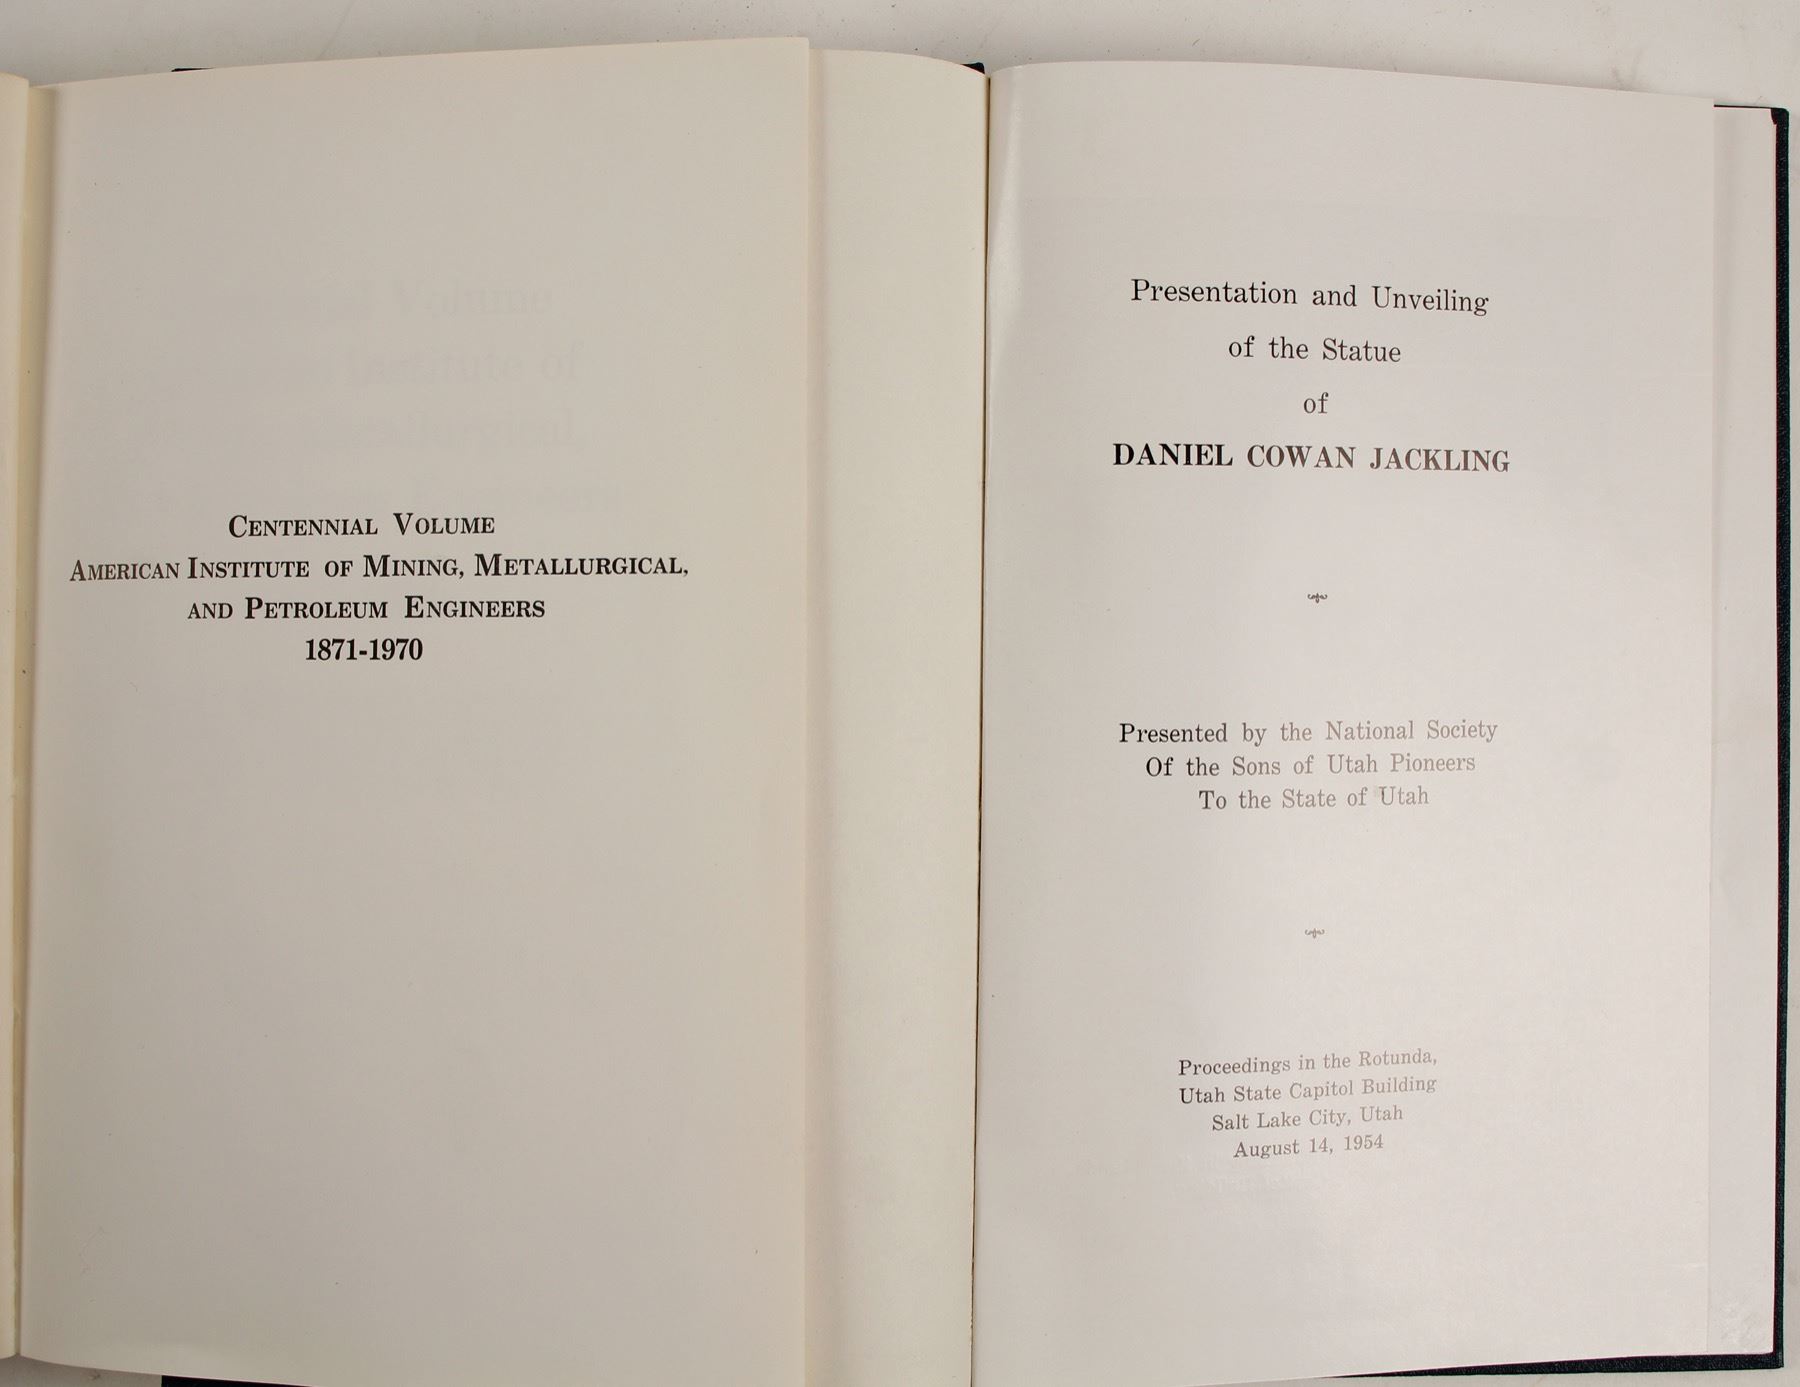 Centennial Volume
American Institute of Mining, Metallurgical,
and Petroleum Engineers
1871-1970
Presentation and Unveiling
of the Statue
of
DANIEL COWAN JACKLING
Presented by the National Society
Of the Sons of Utah Pioneers
To the State of Utah
Proceedings in the Rotunda,
Utah State Capitol Building
Salt Lake City, Utah
August 14, 1954